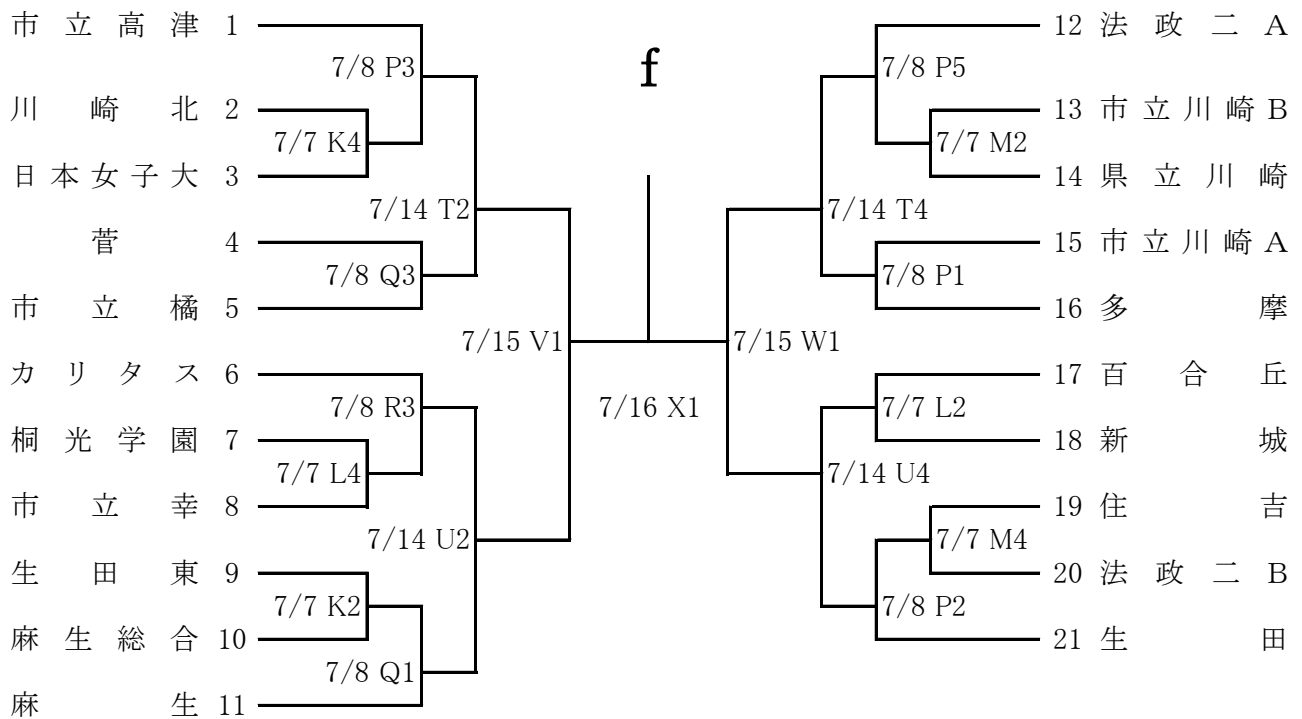 市立高津 1
7/8 P3
川崎北 2
7/7 K4
日本女子大 3
7/14 T2
菅 4
7/8 Q3
市立橘 5
7/15 V1
カリタス 6
7/8 R3
桐光学園 7
7/7 L4
市立幸 8
7/14 U2
生田東 9
7/7 K2
麻生総合 10
7/8 Q1
麻生 11
f
7/16 X1
12 法政二A
7/8 P5
13 市立川崎B
7/7 M2
14 県立川崎
7/14 T4
15 市立川崎A
7/8 P1
16 多摩
7/15 W1
17 百合丘
7/7 L2
18 新城
7/14 U4
19 住吉
7/7 M4
20 法政二B
7/8 P2
21 生田